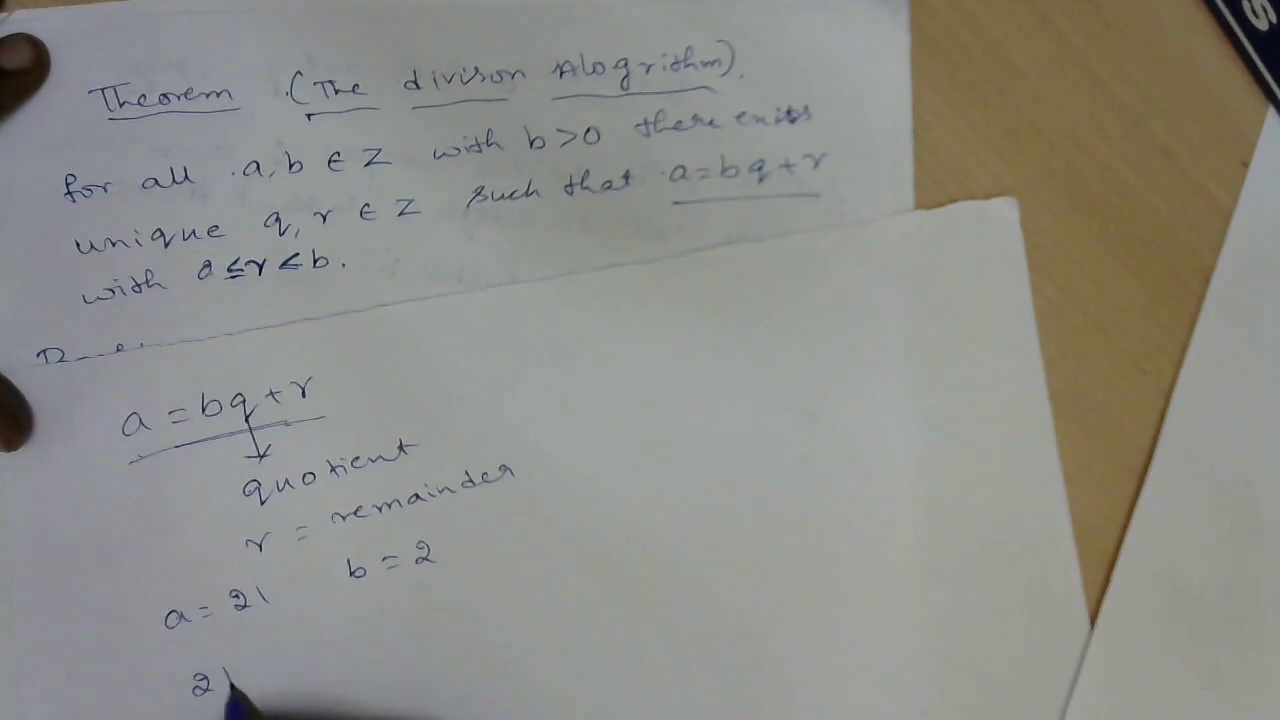 Theorem (The divison Alogrithm).
for all a, b ∈ Z with b>0 there exists
unique q, r ∈ Z such that a=bq+r
with 0≤r<b.
a = bq+r
quotient
r = remainder
a = 21 b = 2
2